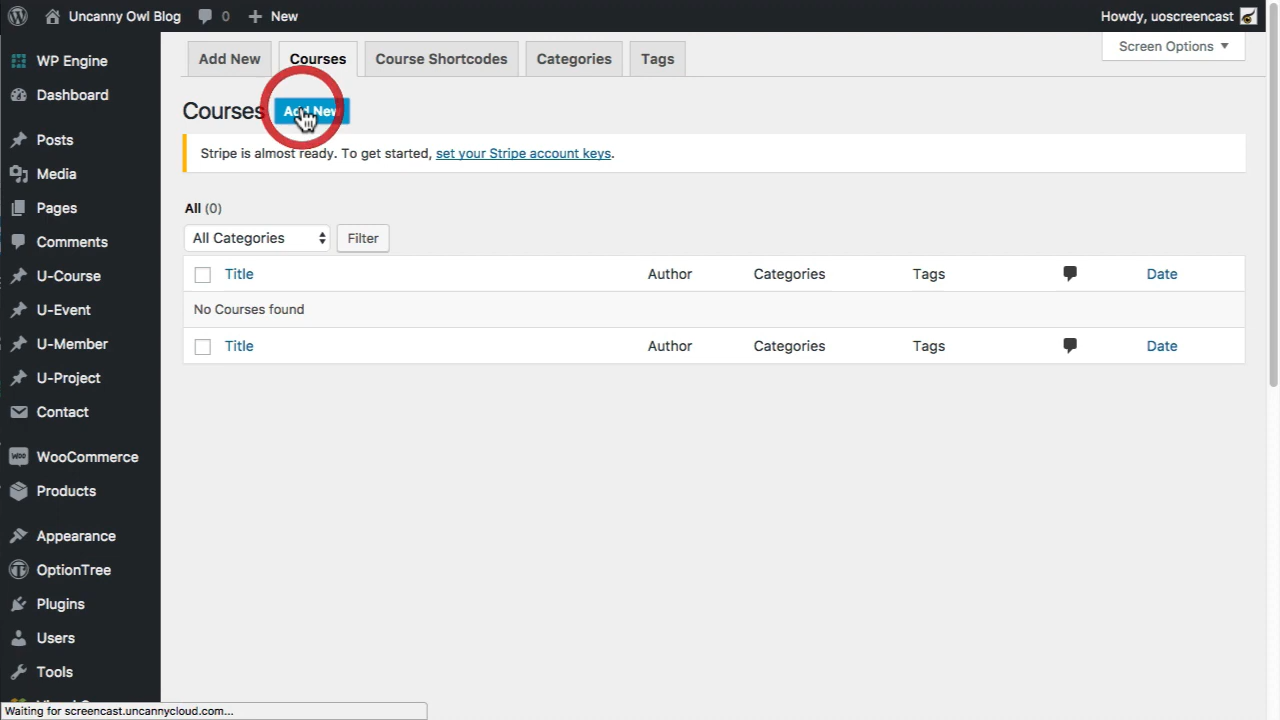 Uncanny Owl Blog 0 New Howdy, uoscreencast
WP Engine
Dashboard
Posts
Media
Pages
Comments
U-Course
U-Event
U-Member
U-Project
Contact
WooCommerce
Products
Appearance
OptionTree
Plugins
Users
Tools
Add New Courses Course Shortcodes Categories Tags Screen Options
Courses Add New
Stripe is almost ready. To get started, set your Stripe account keys.
All (0)
All Categories Filter
Title Author Categories Tags Date
No Courses found
Title Author Categories Tags Date
Waiting for screencast.uncannycloud.com...